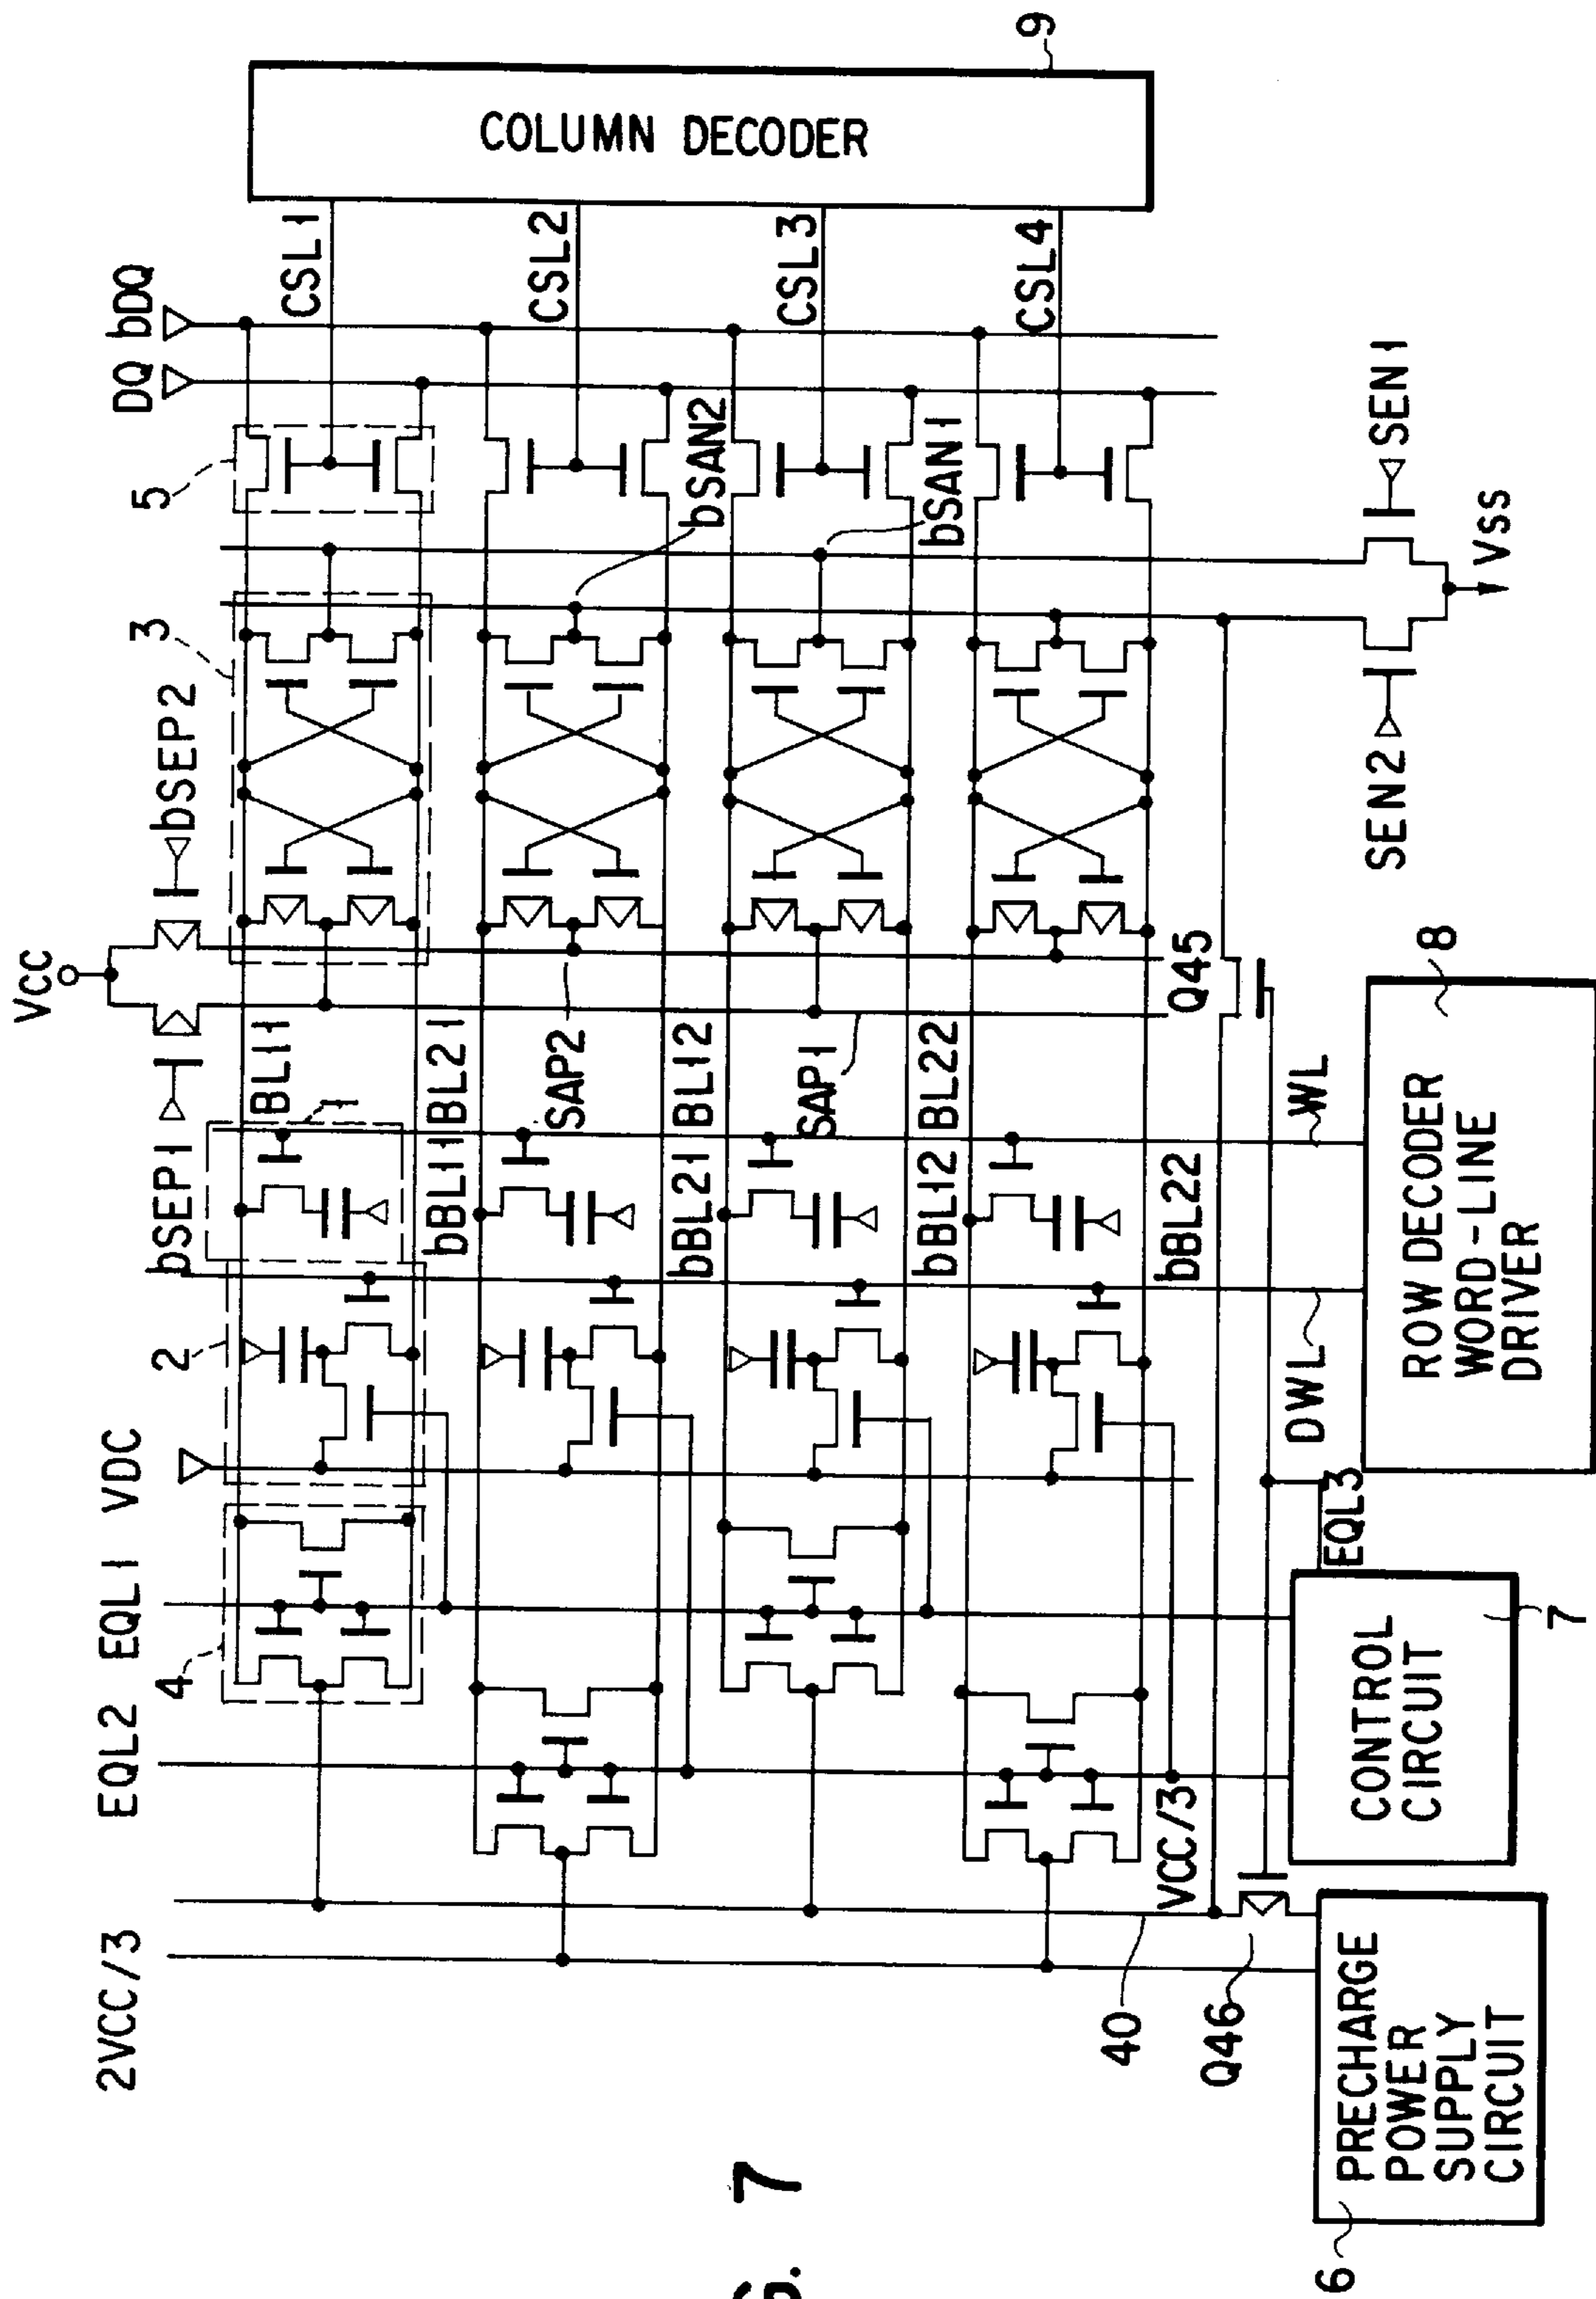 Vcc
bSEP1
bSEP2
DQ
bDQ
2VCC/3
EQL2
EQL1
VDC
4
2
1
3
5
BL11
bBL11
BL21
SAP2
bBL21
BL12
SAP1
bBL12
BL22
bBL22
bSAN2
bSAN1
CSL1
CSL2
CSL3
CSL4
COLUMN DECODER
9
VCC/3
40
Q46
Q45
EQL3
DWL
WL
SEN2
SEN1
Vss
PRECHARGE
POWER
SUPPLY
CIRCUIT
6
CONTROL
CIRCUIT
7
ROW DECODER
WORD-LINE
DRIVER
8
G. 7